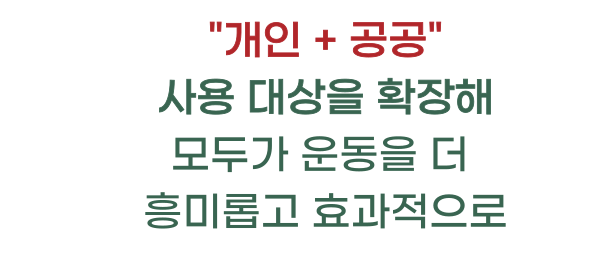 "개인 + 공공"
사용 대상을 확장해
모두가 운동을 더
흥미롭고 효과적으로